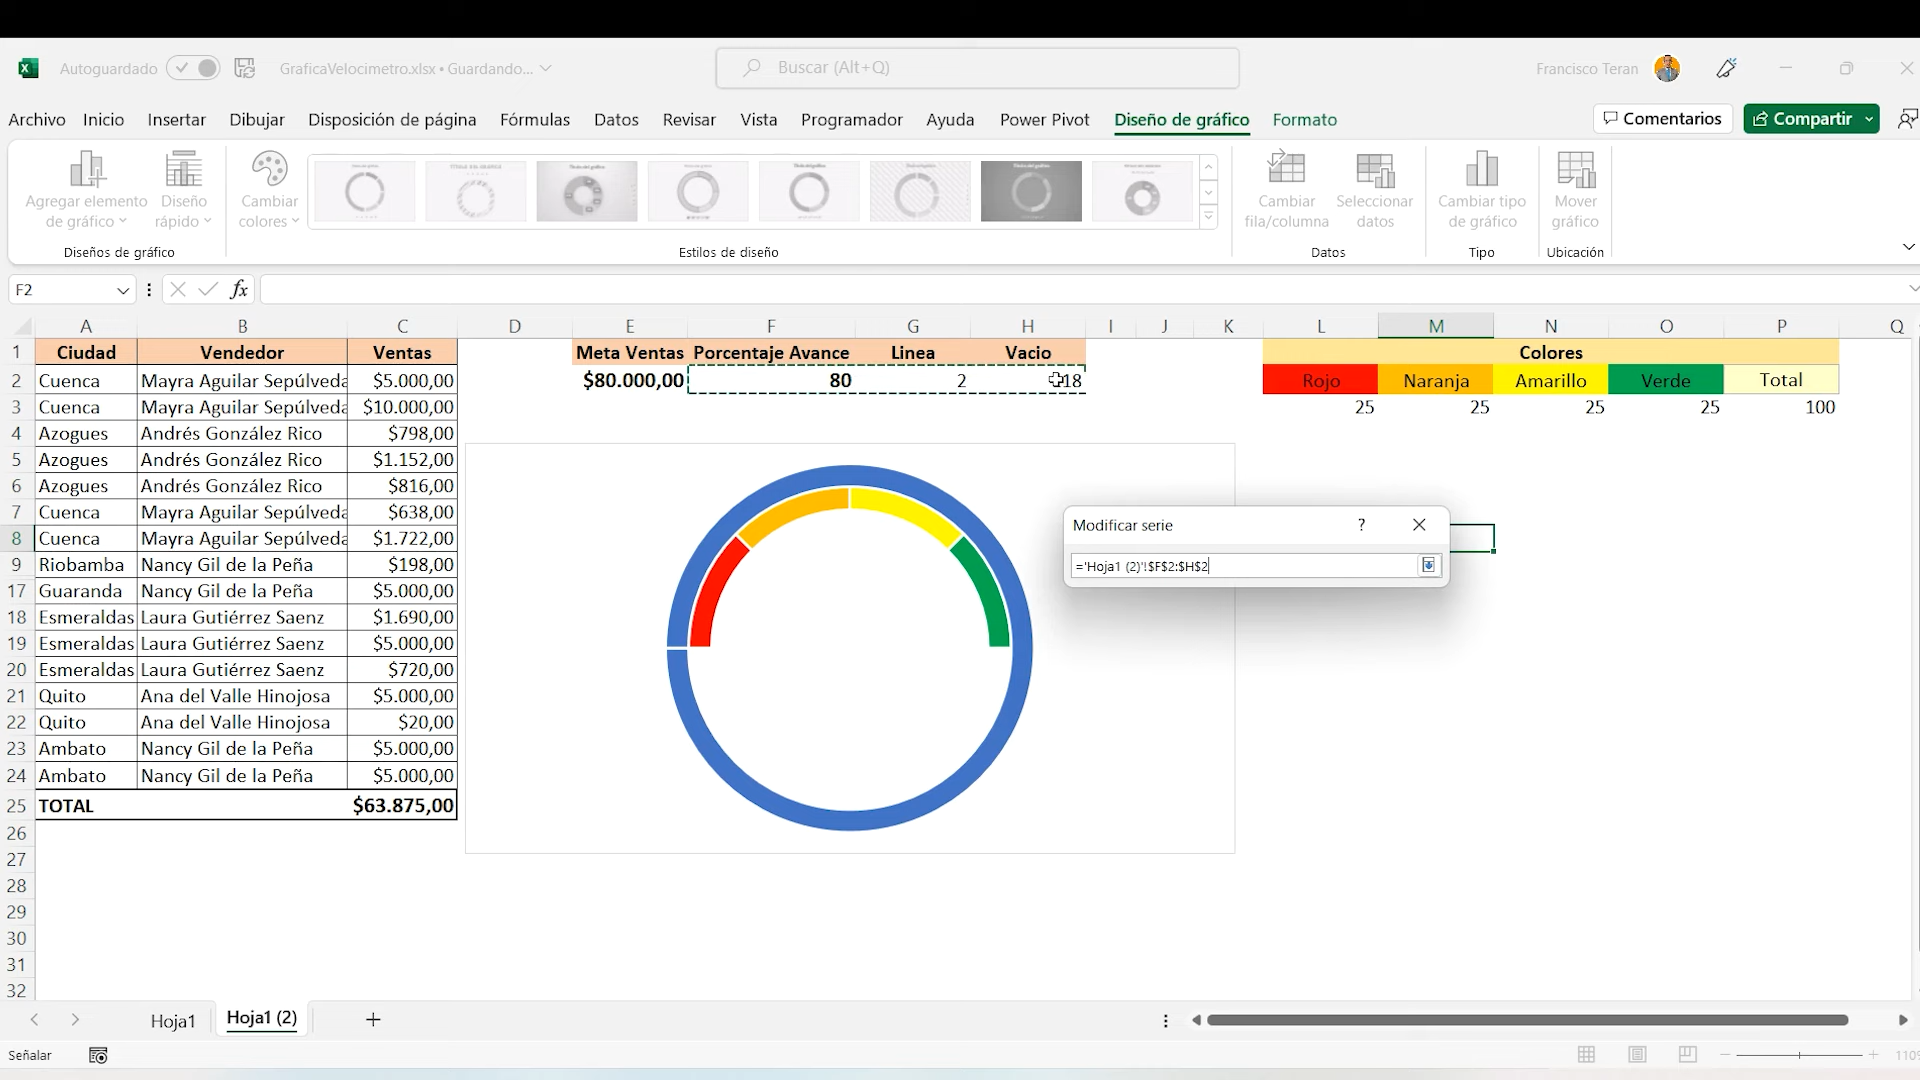 Autoguardado GraficaVelocimetro.xlsx • Guardando... Buscar (Alt+Q) Francisco Teran
Archivo Inicio Insertar Dibujar Disposición de página Fórmulas Datos Revisar Vista Programador Ayuda Power Pivot Diseño de gráfico Formato Comentarios Compartir
Agregar elemento de gráfico Diseño rápido Cambiar colores Cambiar fila/columna Seleccionar datos Cambiar tipo de gráfico Mover gráfico
Diseños de gráfico Estilos de diseño Datos Tipo Ubicación
F2 fx
A B C D E F G H I J K L M N O P Q
1 Ciudad Vendedor Ventas Meta Ventas Porcentaje Avance Linea Vacio Colores
2 Cuenca Mayra Aguilar Sepúlveda $5.000,00 $80.000,00 80 2 118 Rojo Naranja Amarillo Verde Total
3 Cuenca Mayra Aguilar Sepúlveda $10.000,00 25 25 25 25 100
4 Azogues Andrés González Rico $798,00
5 Azogues Andrés González Rico $1.152,00
6 Azogues Andrés González Rico $816,00
7 Cuenca Mayra Aguilar Sepúlveda $638,00
8 Cuenca Mayra Aguilar Sepúlveda $1.722,00
9 Riobamba Nancy Gil de la Peña $198,00
17 Guaranda Nancy Gil de la Peña $5.000,00
18 Esmeraldas Laura Gutiérrez Saenz $1.690,00
19 Esmeraldas Laura Gutiérrez Saenz $5.000,00
20 Esmeraldas Laura Gutiérrez Saenz $720,00
21 Quito Ana del Valle Hinojosa $5.000,00
22 Quito Ana del Valle Hinojosa $20,00
23 Ambato Nancy Gil de la Peña $5.000,00
24 Ambato Nancy Gil de la Peña $5.000,00
25 TOTAL $63.875,00
26
27
28
29
30
31
32
Modificar serie ?
='Hoja1 (2)'!$F$2:$H$2
Hoja1 Hoja1 (2)
Señalar 110%